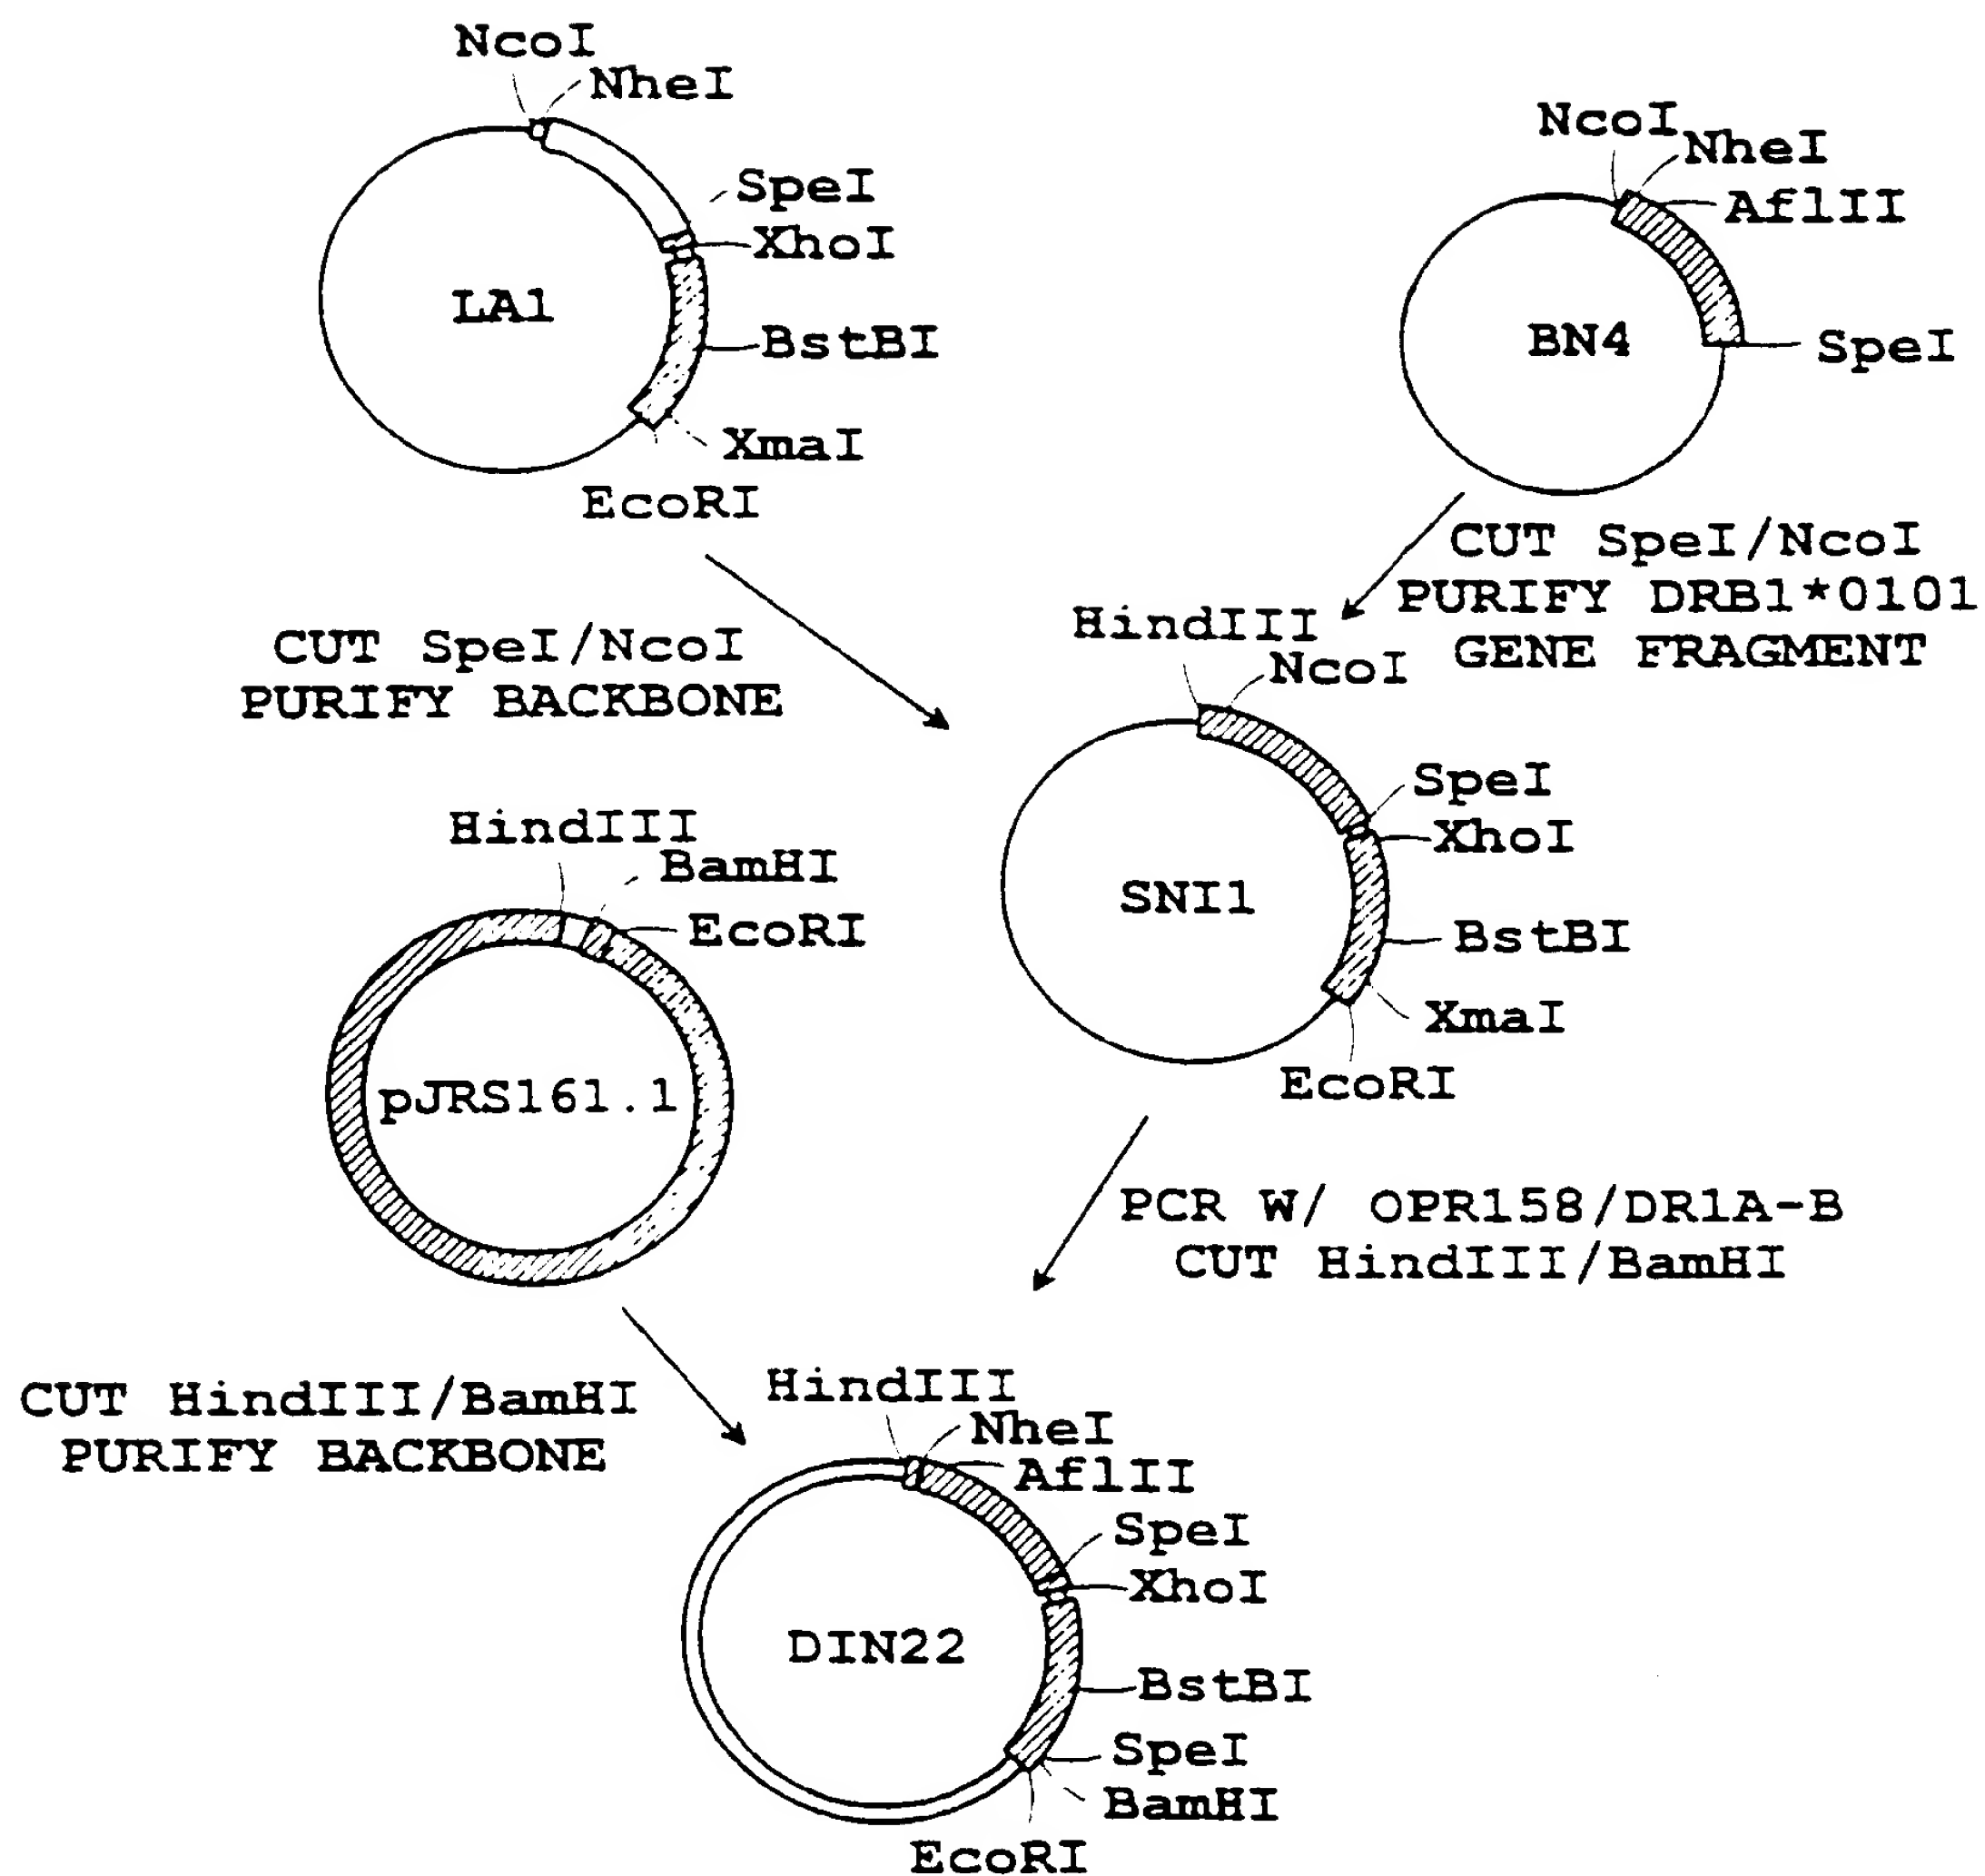 NcoI
NheI
SpeI
XhoI
LA1
BstBI
XmaI
EcoRI
NcoI
NheI
AflII
BN4
SpeI
CUT SpeI/NcoI
PURIFY BACKBONE
CUT SpeI/NcoI
PURIFY DRB1*0101
GENE FRAGMENT
HindIII
NcoI
SpeI
XhoI
SNI1
BstBI
XmaI
EcoRI
HindIII
BamHI
EcoRI
pJRS161.1
PCR W/ OPR158/DR1A-B
CUT HindIII/BamHI
CUT HindIII/BamHI
PURIFY BACKBONE
HindIII
NheI
AflII
SpeI
XhoI
DIN22
BstBI
SpeI
BamHI
EcoRI